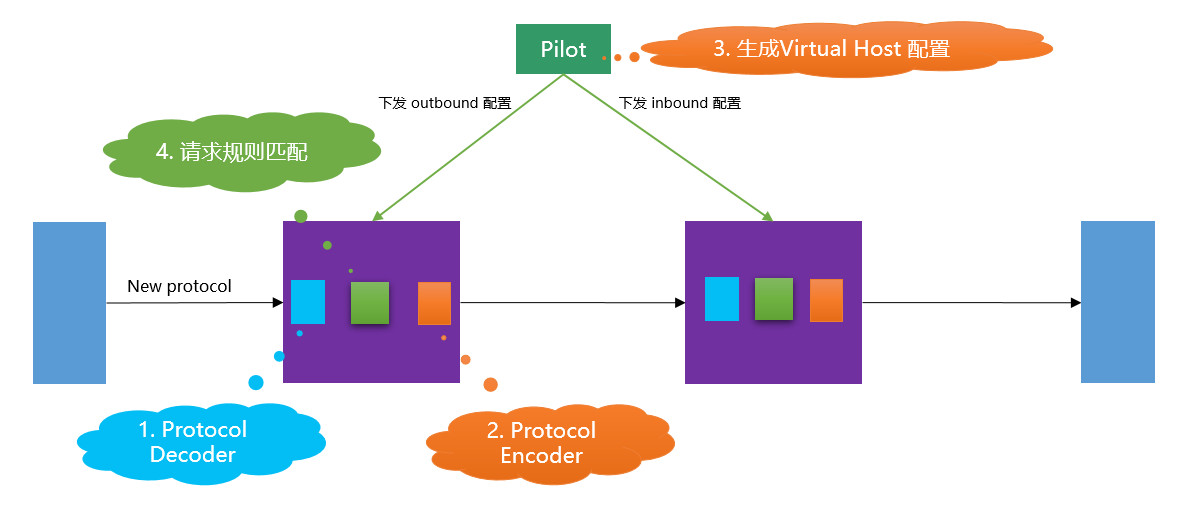 Pilot
3. 生成Virtual Host 配置
下发 outbound 配置
下发 inbound 配置
4. 请求规则匹配
New protocol
1. Protocol
Decoder
2. Protocol
Encoder